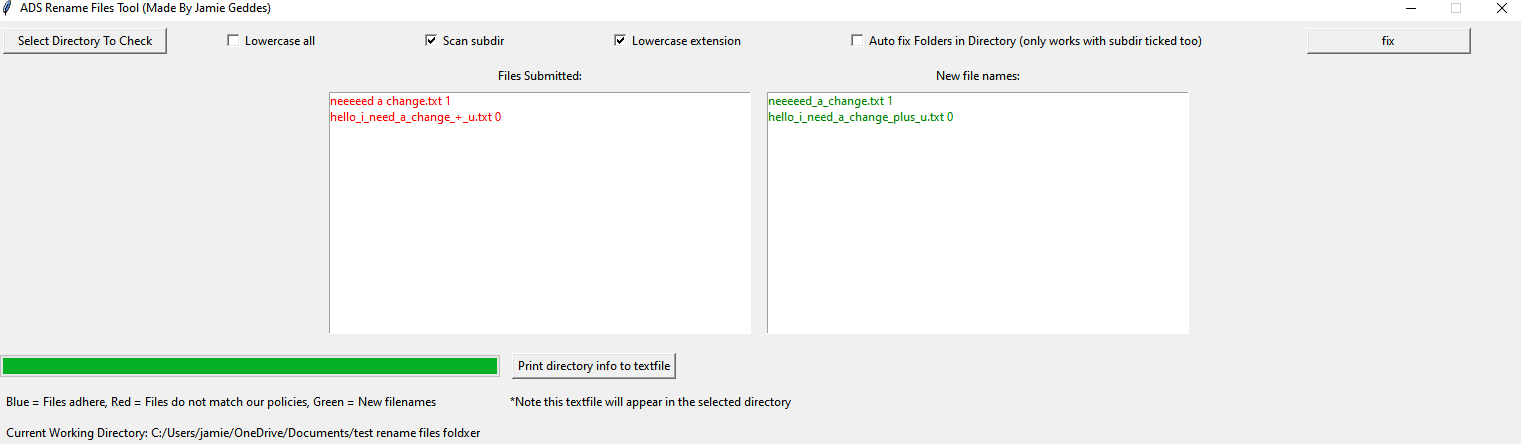 ADS Rename Files Tool (Made By Jamie Geddes)
Select Directory To Check Lowercase all Scan subdir Lowercase extension Auto fix Folders in Directory (only works with subdir ticked too) fix
Files Submitted: New file names:
neeeeed a change.txt 1 neeeeed_a_change.txt 1
hello_i_need_a_change_+_u.txt 0 hello_i_need_a_change_plus_u.txt 0
Print directory info to textfile
Blue = Files adhere, Red = Files do not match our policies, Green = New filenames *Note this textfile will appear in the selected directory
Current Working Directory: C:/Users/jamie/OneDrive/Documents/test rename files foldxer